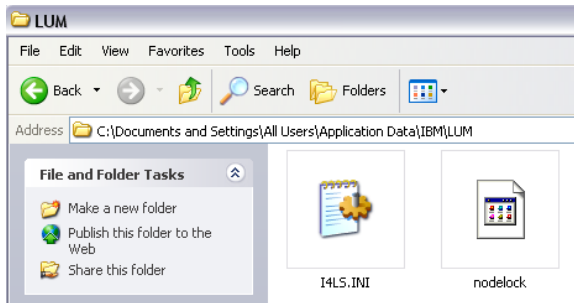 LUM
File Edit View Favorites Tools Help
Back Search Folders
Address C:\Documents and Settings\All Users\Application Data\IBM\LUM
File and Folder Tasks
Make a new folder
Publish this folder to the
Web
Share this folder
I4LS.INI nodelock